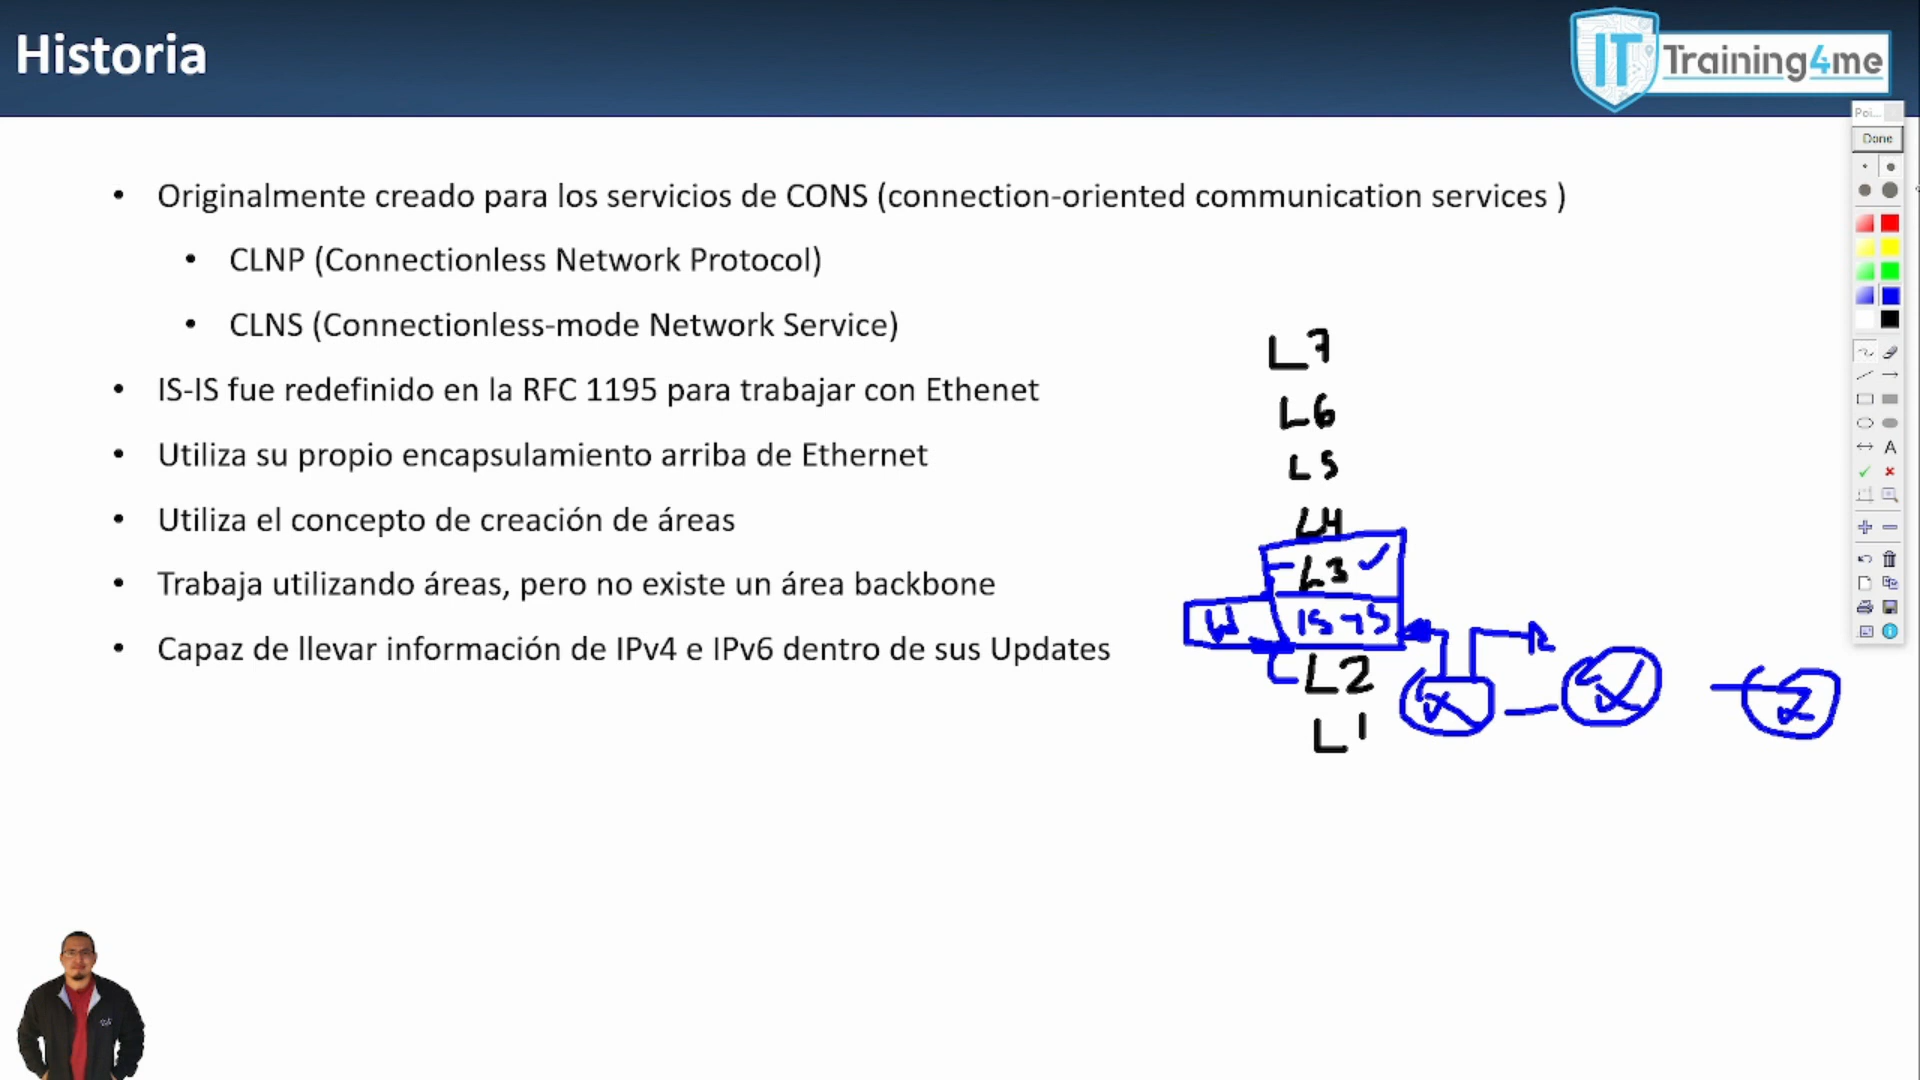 Historia
IT Training4me
Poi...
Done
• Originalmente creado para los servicios de CONS (connection-oriented communication services )
• CLNP (Connectionless Network Protocol)
• CLNS (Connectionless-mode Network Service)
• IS-IS fue redefinido en la RFC 1195 para trabajar con Ethenet
• Utiliza su propio encapsulamiento arriba de Ethernet
• Utiliza el concepto de creación de áreas
• Trabaja utilizando áreas, pero no existe un área backbone
• Capaz de llevar información de IPv4 e IPv6 dentro de sus Updates
L7
L6
L5
L4
L3
IS-IS
L2
L1
A